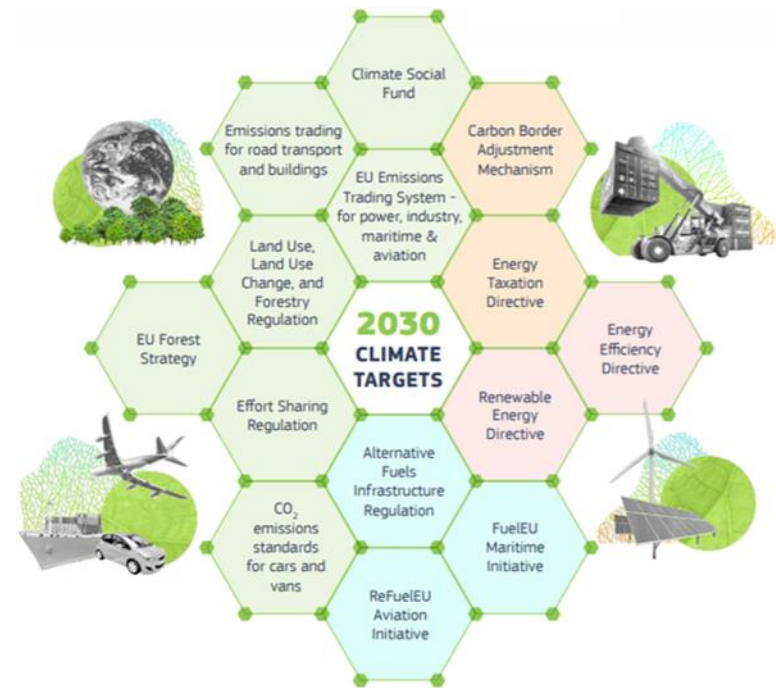 Climate Social
Fund
Emissions trading
for road transport
and buildings
Carbon Border
Adjustment
Mechanism
EU Emissions
Trading System -
for power, industry,
maritime &
aviation
Land Use,
Land Use
Change, and
Forestry
Regulation
Energy
Taxation
Directive
EU Forest
Strategy
2030
CLIMATE
TARGETS
Energy
Efficiency
Directive
Effort Sharing
Regulation
Renewable
Energy
Directive
Alternative
Fuels
Infrastructure
Regulation
CO₂
emissions
standards
for cars and
vans
FuelEU
Maritime
Initiative
ReFuelEU
Aviation
Initiative